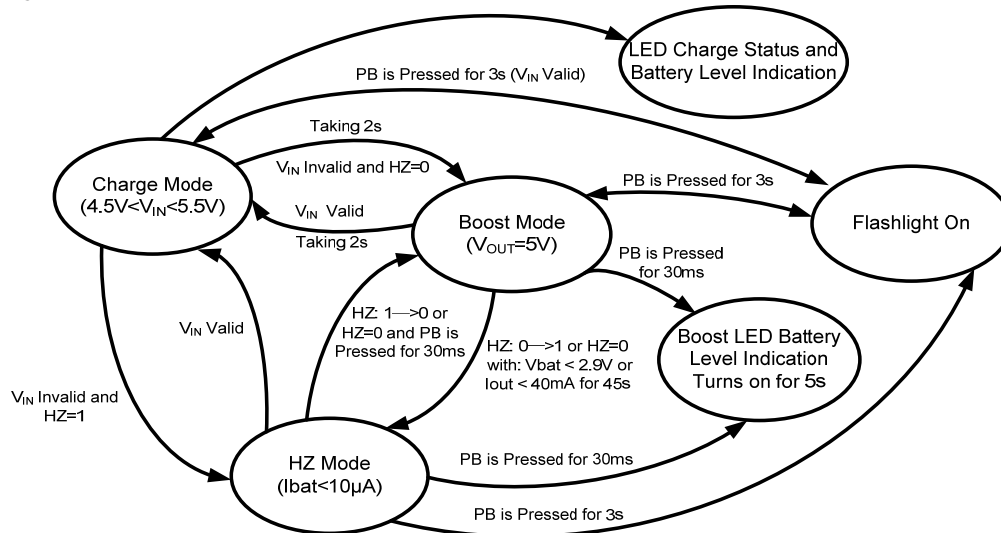 LED Charge Status and
Battery Level Indication
PB is Pressed for 3s (VIN Valid)
Taking 2s
VIN Invalid and HZ=0
Charge Mode
(4.5V<VIN<5.5V)
VIN Valid
Taking 2s
Boost Mode
(VOUT=5V)
PB is Pressed for 3s
Flashlight On
PB is Pressed
for 30ms
VIN Valid
HZ: 1—>0 or
HZ=0 and PB is
Pressed for 30ms
HZ: 0—>1 or HZ=0
with: Vbat < 2.9V or
Iout < 40mA for 45s
Boost LED Battery
Level Indication
Turns on for 5s
VIN Invalid and
HZ=1
HZ Mode
(Ibat<10µA)
PB is Pressed for 30ms
PB is Pressed for 3s